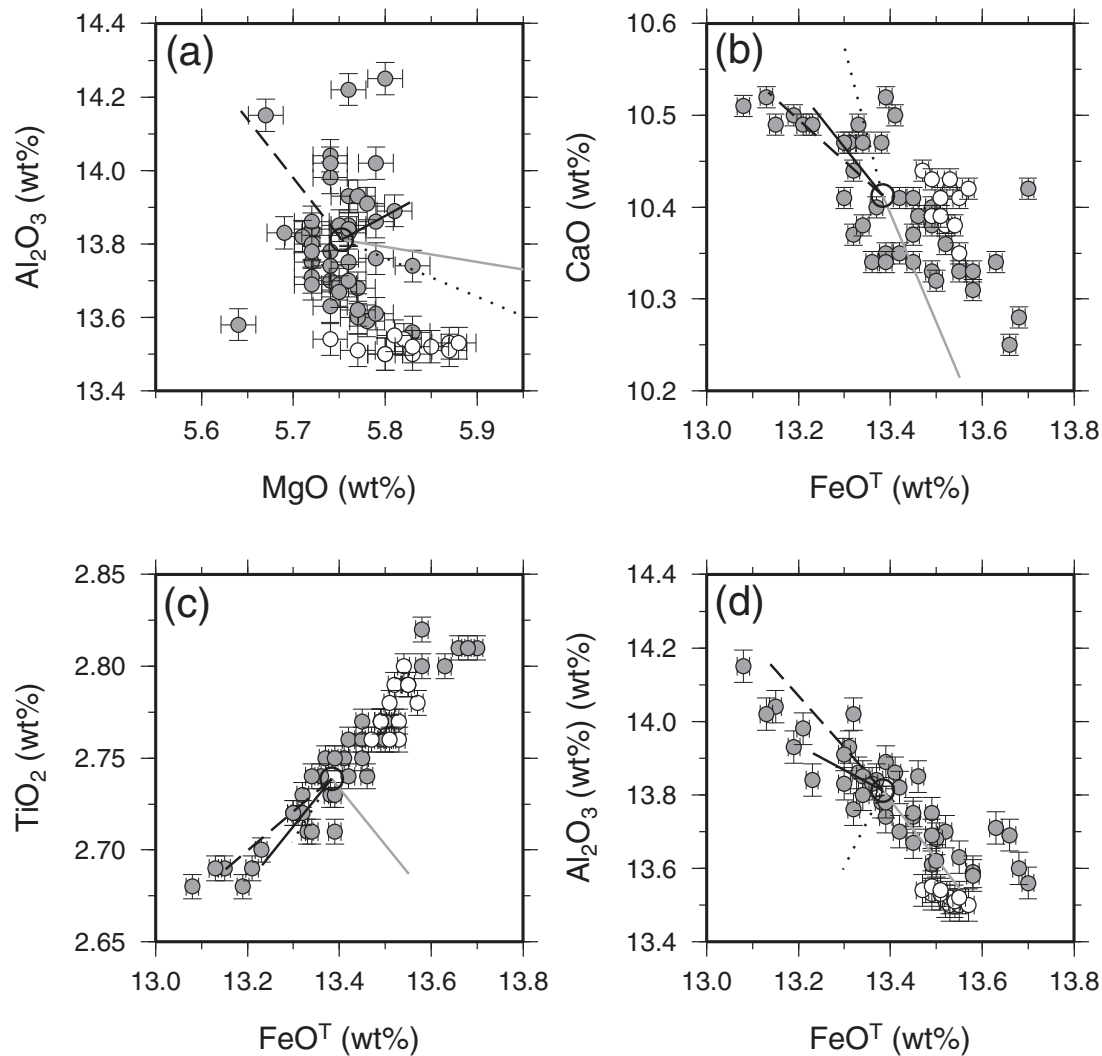 14.4
(a)
14.2
14.0
13.8
13.6
13.4
Al₂O₃ (wt%)
5.6 5.7 5.8 5.9
MgO (wt%)
10.6
(b)
10.5
10.4
10.3
10.2
CaO (wt%)
13.0 13.2 13.4 13.6 13.8
FeOᵀ (wt%)
2.85
(c)
2.80
2.75
2.70
2.65
TiO₂ (wt%)
13.0 13.2 13.4 13.6 13.8
FeOᵀ (wt%)
14.4
(d)
14.2
14.0
13.8
13.6
13.4
Al₂O₃ (wt%) (wt%)
13.0 13.2 13.4 13.6 13.8
FeOᵀ (wt%)